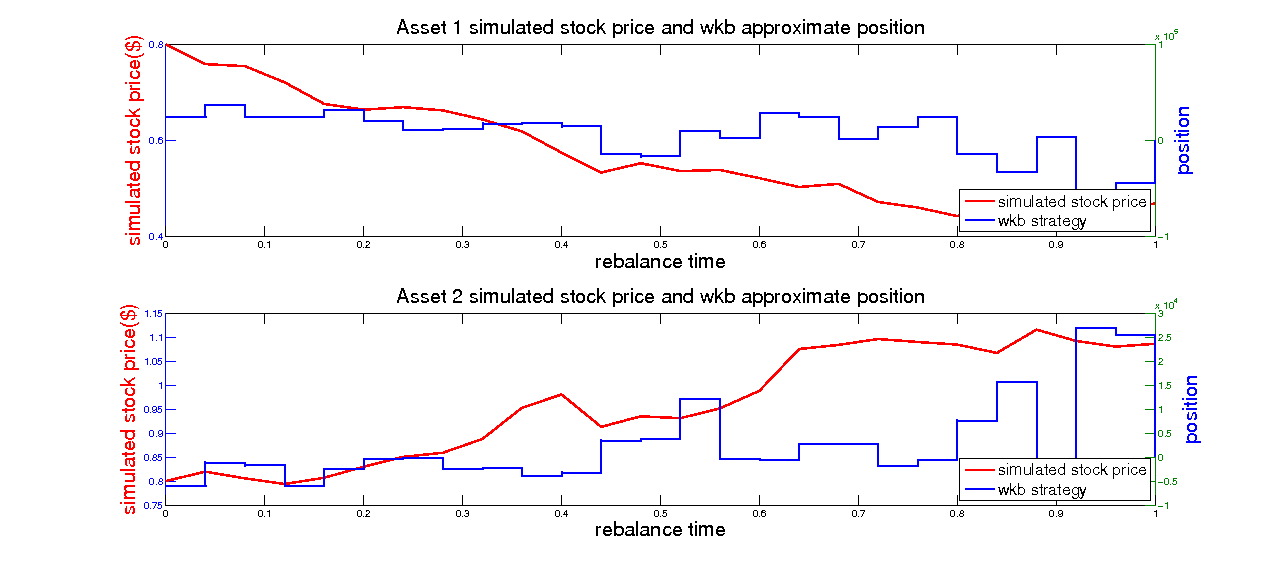 Asset 1 simulated stock price and wkb approximate position
simulated stock price($)
0.8
0.6
0.4
x 10
1
0
−1
position
0 0.1 0.2 0.3 0.4 0.5 0.6 0.7 0.8 0.9 1
rebalance time
simulated stock price
wkb strategy
Asset 2 simulated stock price and wkb approximate position
simulated stock price($)
1.15
1.1
1.05
1
0.95
0.9
0.85
0.8
0.75
x 10^4
3
2.5
2
1.5
1
0.5
0
−0.5
−1
position
0 0.1 0.2 0.3 0.4 0.5 0.6 0.7 0.8 0.9 1
rebalance time
simulated stock price
wkb strategy